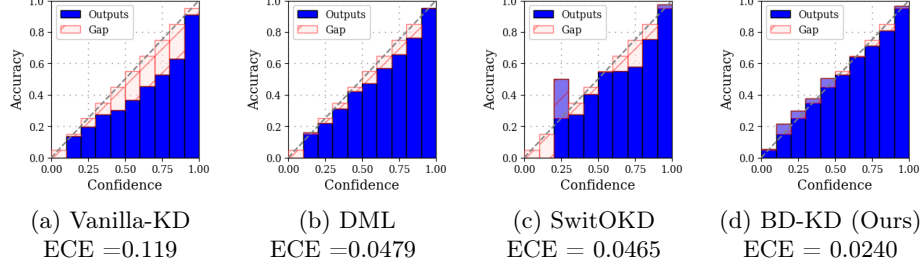 1.0
0.8
0.6
0.4
0.2
0.0
Accuracy
Outputs
Gap
0.00 0.25 0.50 0.75 1.00
Confidence
(a) Vanilla-KD
ECE =0.119
1.0
0.8
0.6
0.4
0.2
0.0
Accuracy
Outputs
Gap
0.00 0.25 0.50 0.75 1.00
Confidence
(b) DML
ECE =0.0479
1.0
0.8
0.6
0.4
0.2
0.0
Accuracy
Outputs
Gap
0.00 0.25 0.50 0.75 1.00
Confidence
(c) SwitOKD
ECE = 0.0465
1.0
0.8
0.6
0.4
0.2
0.0
Accuracy
Outputs
Gap
0.00 0.25 0.50 0.75 1.00
Confidence
(d) BD-KD (Ours)
ECE = 0.0240